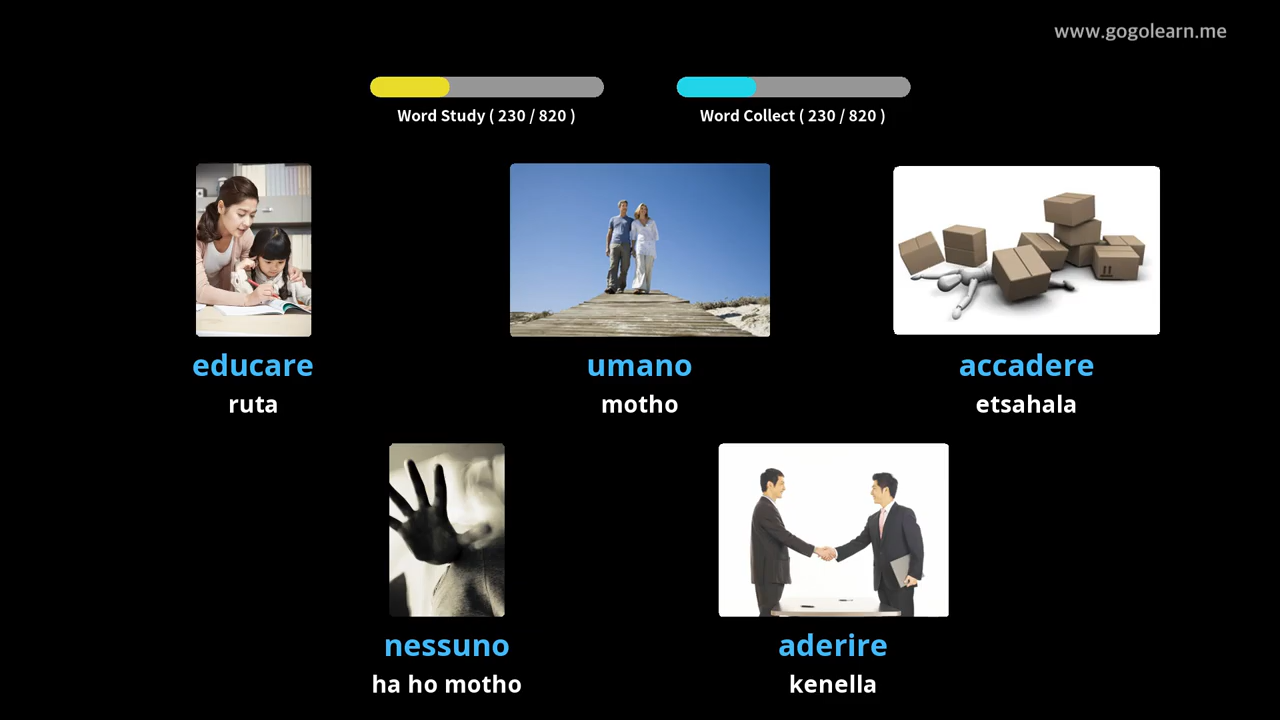 www.gogolearn.me
Word Study ( 230 / 820 )
Word Collect ( 230 / 820 )
educare
ruta
umano
motho
accadere
etsahala
nessuno
ha ho motho
aderire
kenella